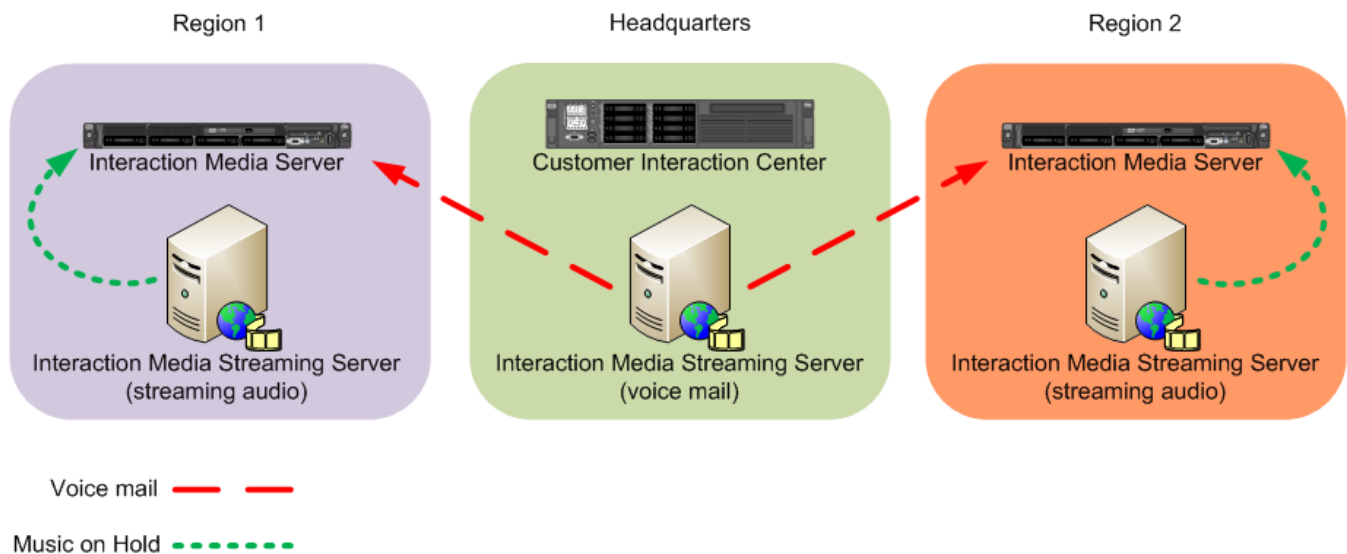 Region 1
Headquarters
Region 2
Interaction Media Server
Customer Interaction Center
Interaction Media Server
Interaction Media Streaming Server
(streaming audio)
Interaction Media Streaming Server
(voice mail)
Interaction Media Streaming Server
(streaming audio)
Voice mail
Music on Hold